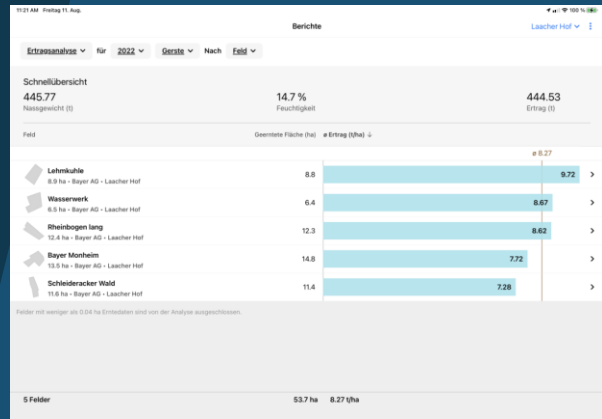 11:21 AM Freitag 11. Aug. 100 %
Berichte
Laacher Hof
Ertragsanalyse für 2022 Gerste Nach Feld
Schnellübersicht
445.77 14.7 % 444.53
Nassgewicht (t) Feuchtigkeit Ertrag (t)
Feld Geerntete Fläche (ha) ø Ertrag (t/ha) ↓
ø 8.27
Lehmkuhle 8.8 9.72
8.9 ha • Bayer AG • Laacher Hof
Wasserwerk 6.4 8.67
6.5 ha • Bayer AG • Laacher Hof
Rheinbogen lang 12.3 8.62
12.4 ha • Bayer AG • Laacher Hof
Bayer Monheim 14.8 7.72
13.5 ha • Bayer AG • Laacher Hof
Schleideracker Wald 11.4 7.28
11.6 ha • Bayer AG • Laacher Hof
Felder mit weniger als 0.04 ha Erntedaten sind von der Analyse ausgeschlossen.
5 Felder 53.7 ha 8.27 t/ha